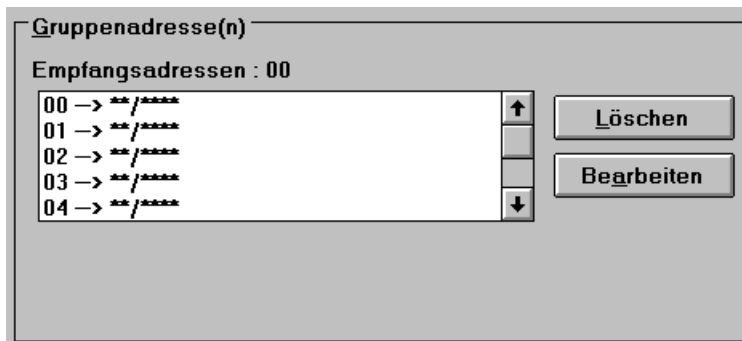 Gruppenadresse(n)
Empfangsadressen : 00
00 —> **/****
01 —> **/****
02 —> **/****
03 —> **/****
04 —> **/****
Löschen
Bearbeiten